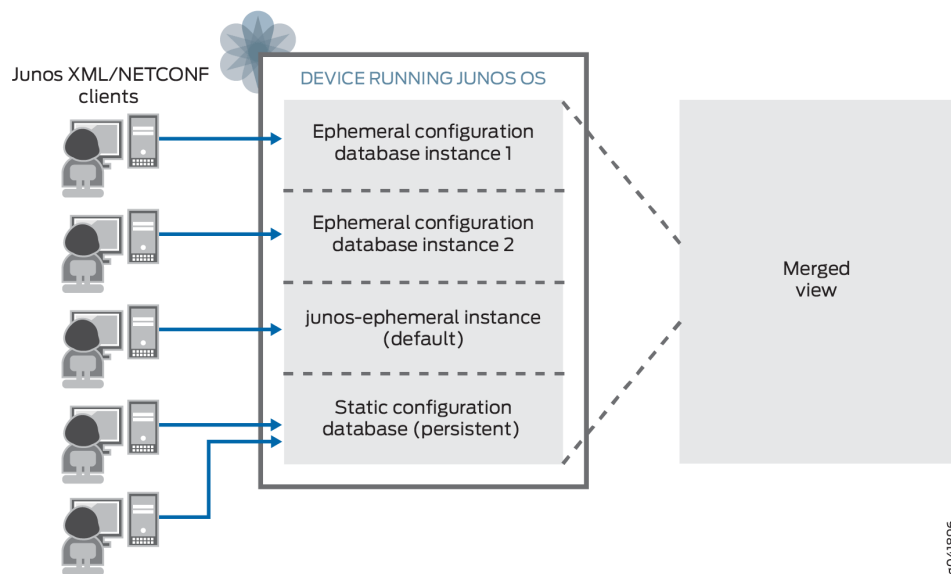 Junos XML/NETCONF
clients
DEVICE RUNNING JUNOS OS
Ephemeral configuration
database instance 1
Ephemeral configuration
database instance 2
junos-ephemeral instance
(default)
Static configuration
database (persistent)
Merged
view